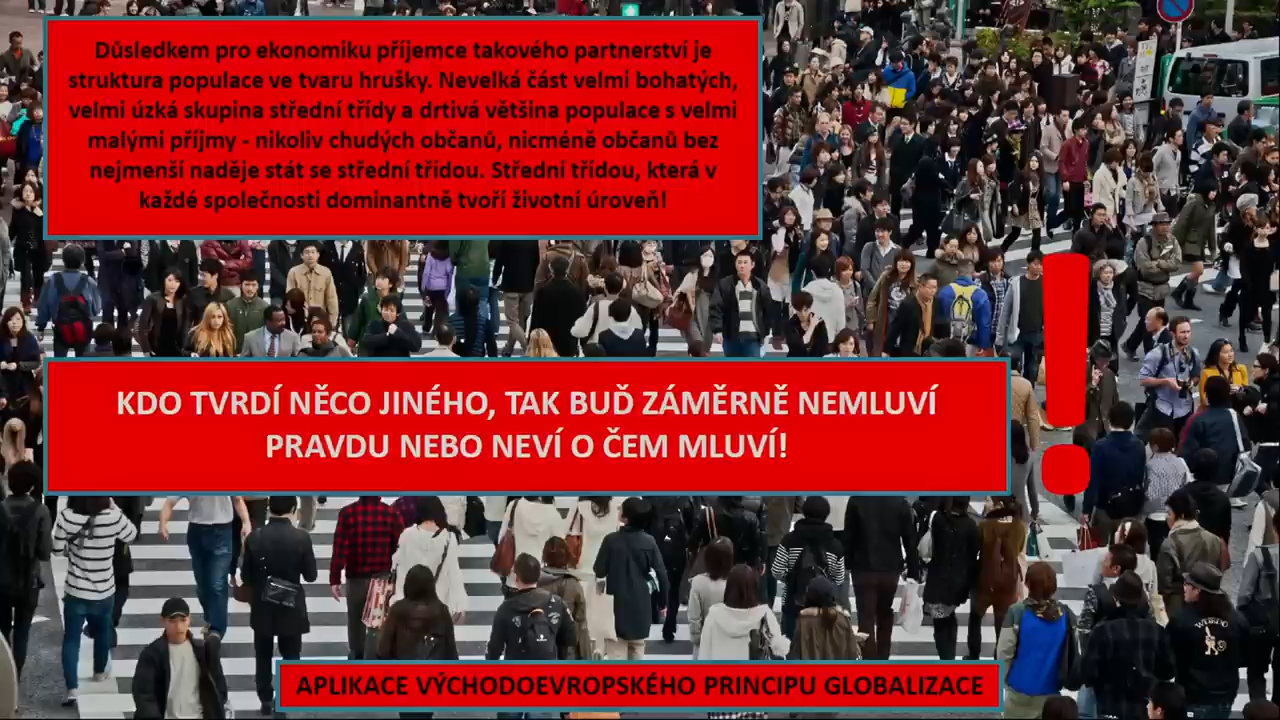 Důsledkem pro ekonomiku příjemce takového partnerství je
struktura populace ve tvaru hrušky. Nevelká část velmi bohatých,
velmi úzká skupina střední třídy a drtivá většina populace s velmi
malými příjmy - nikoliv chudých občanů, nicméně občanů bez
nejmenší naděje stát se střední třídou. Střední třídou, která v
každé společnosti dominantně tvoří životní úroveň!
KDO TVRDÍ NĚCO JINÉHO, TAK BUĎ ZÁMĚRNĚ NEMLUVÍ
PRAVDU NEBO NEVÍ O ČEM MLUVÍ!
!
APLIKACE VÝCHODOEVROPSKÉHO PRINCIPU GLOBALIZACE